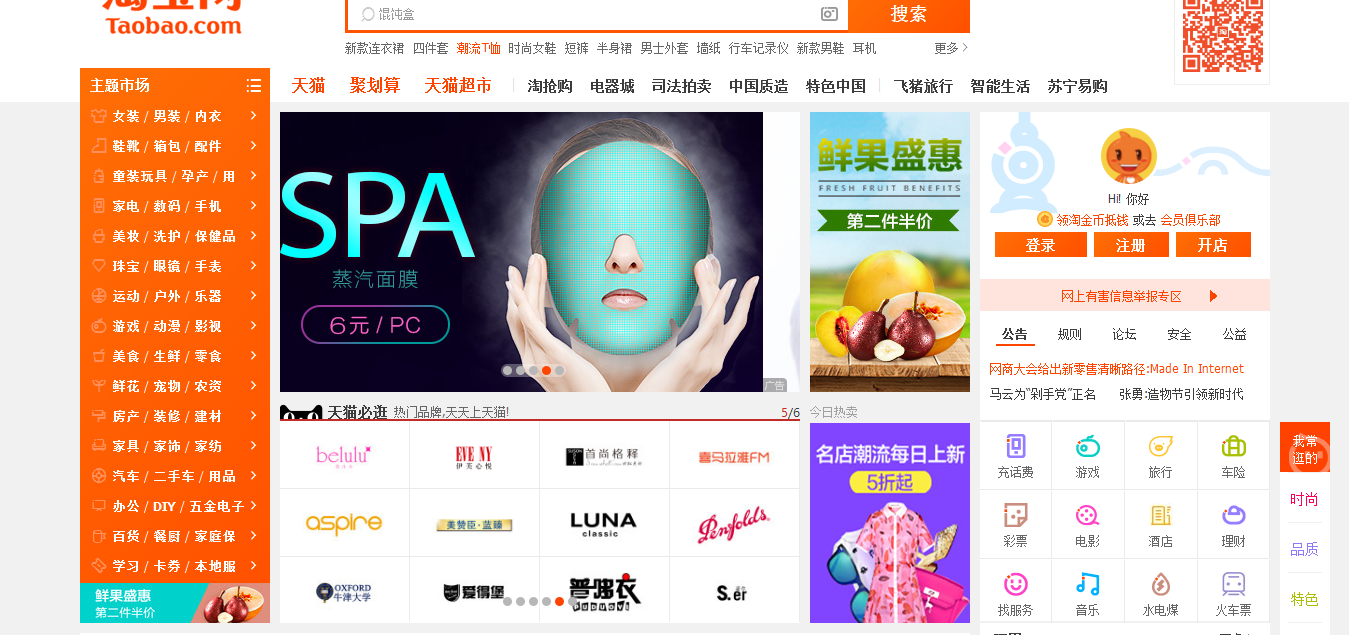 淘宝网
Taobao.com
馄饨盒
搜索
新款连衣裙 四件套 潮流T恤 时尚女鞋 短裤 半身裙 男士外套 墙纸 行车记录仪 新款男鞋 耳机 更多
主题市场
天猫 聚划算 天猫超市 淘抢购 电器城 司法拍卖 中国质造 特色中国 飞猪旅行 智能生活 苏宁易购
女装 / 男装 / 内衣
鞋靴 / 箱包 / 配件
童装玩具 / 孕产 / 用
家电 / 数码 / 手机
美妆 / 洗护 / 保健品
珠宝 / 眼镜 / 手表
运动 / 户外 / 乐器
游戏 / 动漫 / 影视
美食 / 生鲜 / 零食
鲜花 / 宠物 / 农资
房产 / 装修 / 建材
家具 / 家饰 / 家纺
汽车 / 二手车 / 用品
办公 / DIY / 五金电子
百货 / 餐厨 / 家庭保
学习 / 卡券 / 本地服
鲜果盛惠
第二件半价
SPA
蒸汽面膜
6元 / PC
广告
鲜果盛惠
FRESH FRUIT BENEFITS
第二件半价
Hi! 你好
领淘金币抵钱 或去 会员俱乐部
登录 注册 开店
网上有害信息举报专区
公告 规则 论坛 安全 公益
网商大会给出新零售清晰路径:Made In Internet
马云为"剁手党"正名 张勇:造物节引领新时代
天猫必逛 热门品牌,天天上天猫! 5/6
今日热卖
belulu
EVE NY
伊芙心悦
首尚格释
喜马拉雅FM
aspire
美赞臣·蓝臻
LUNA
classic
Penfolds
OXFORD
牛津大学
爱得堡
普molecule衣
S.er
名店潮流每日上新
5折起
充话费 游戏 旅行 车险
彩票 电影 酒店 理财
找服务 音乐 水电煤 火车票
我常
逛的
时尚
品质
特色